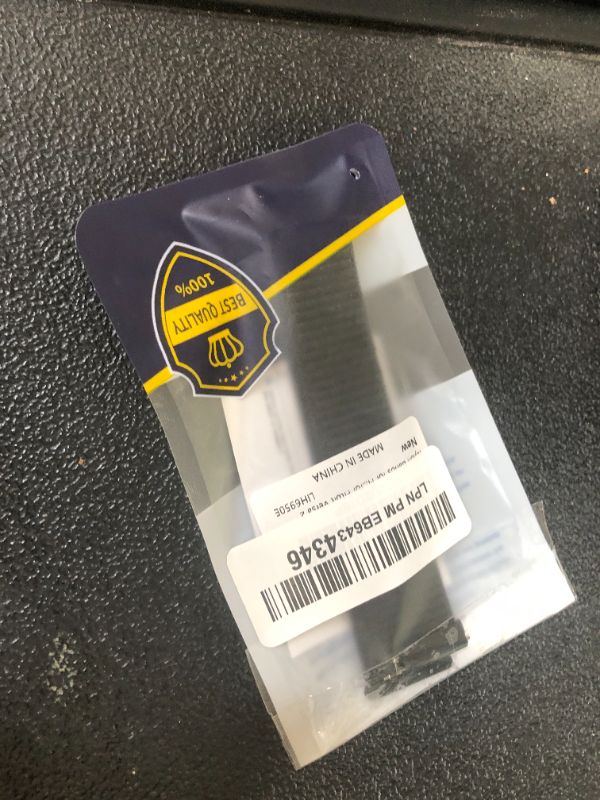 100%
BEST QUALITY
LPN PM EB6434346
LIH6950E
New
MADE IN CHINA